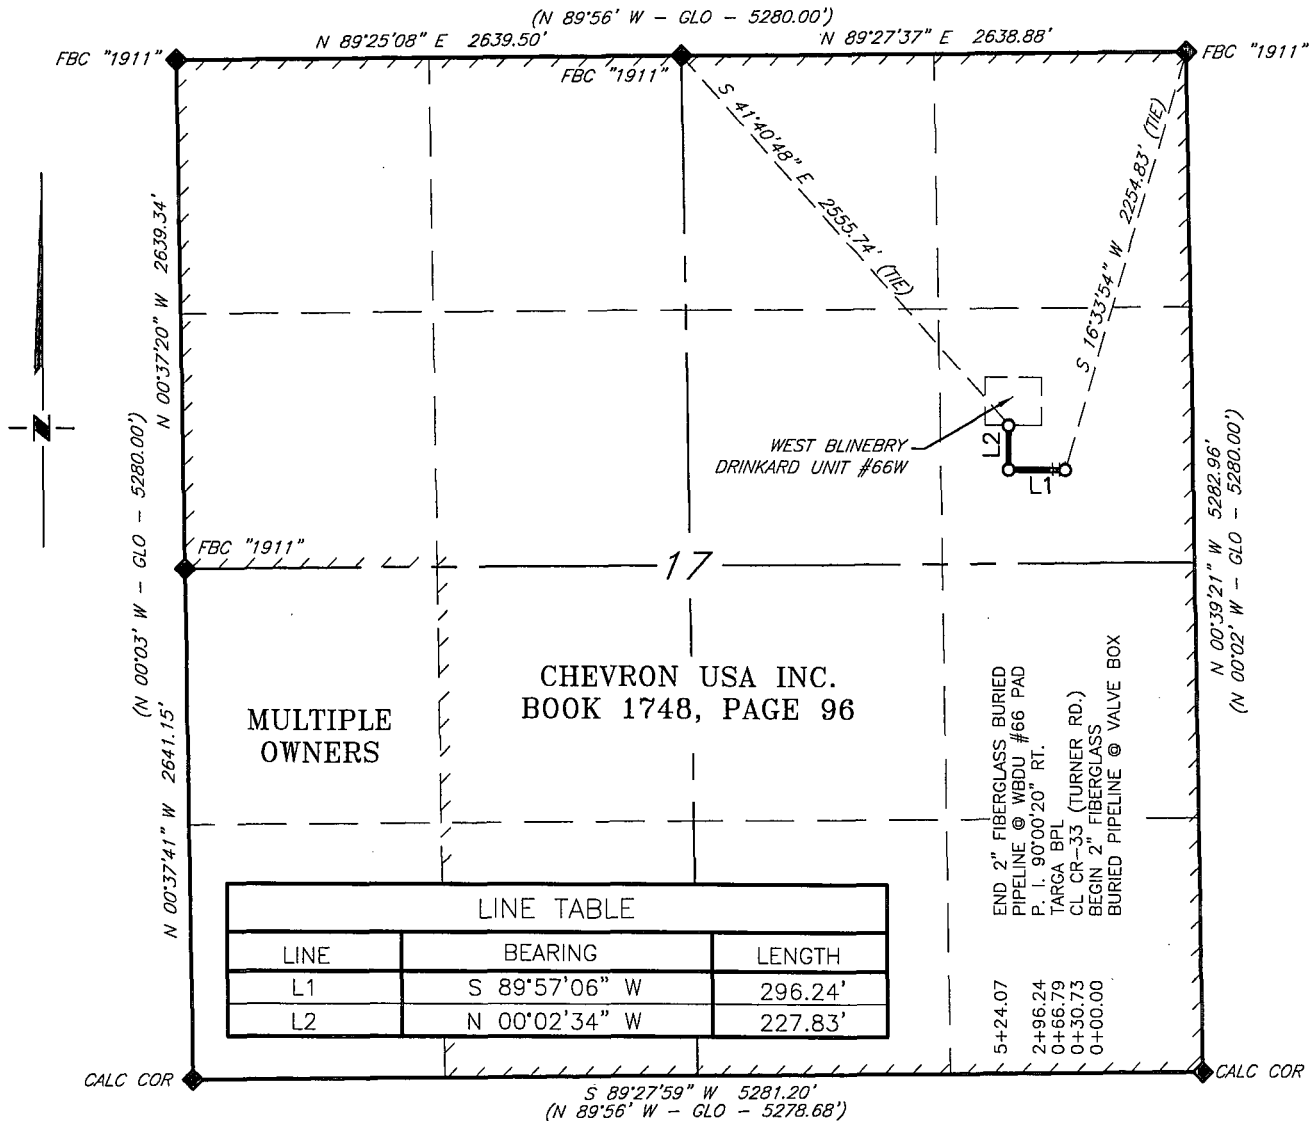 (N 89°56' W – GLO – 5280.00')
N 89°25'08" E 2639.50'
N 89°27'37" E 2638.88'
FBC "1911"
FBC "1911"
FBC "1911"
S 41°40'48" E 2555.74' (TIE)
S 16°33'54" W 2254.83' (TIE)
N 00°37'20" W 2639.34'
(N 00°03' W – GLO – 5280.00')
N
WEST BLINEBRY
DRINKARD UNIT #66W
L2
L1
N 00°39'21" W 5282.96'
(N 00°02' W – GLO – 5280.00')
FBC "1911"
17
N 00°37'41" W 2641.15'
MULTIPLE
OWNERS
CHEVRON USA INC.
BOOK 1748, PAGE 96
5+24.07 END 2" FIBERGLASS BURIED
PIPELINE @ WBDU #66 PAD
2+96.24 P. I. 90°00'20" RT.
0+66.79 TARGA BPL
0+30.73 CL CR-33 (TURNER RD.)
0+00.00 BEGIN 2" FIBERGLASS
BURIED PIPELINE @ VALVE BOX
LINE TABLE
LINE BEARING LENGTH
L1 S 89°57'06" W 296.24'
L2 N 00°02'34" W 227.83'
CALC COR
CALC COR
S 89°27'59" W 5281.20'
(N 89°56' W – GLO – 5278.68')